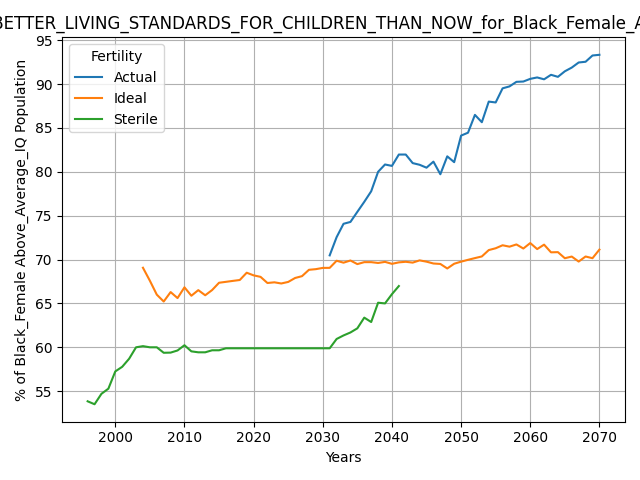 BETTER_LIVING_STANDARDS_FOR_CHILDREN_THAN_NOW_for_Black_Female_A
Fertility
Actual
Ideal
Sterile
% of Black_Female Above_Average_IQ Population
95
90
85
80
75
70
65
60
55
2000
2010
2020
2030
2040
2050
2060
2070
Years